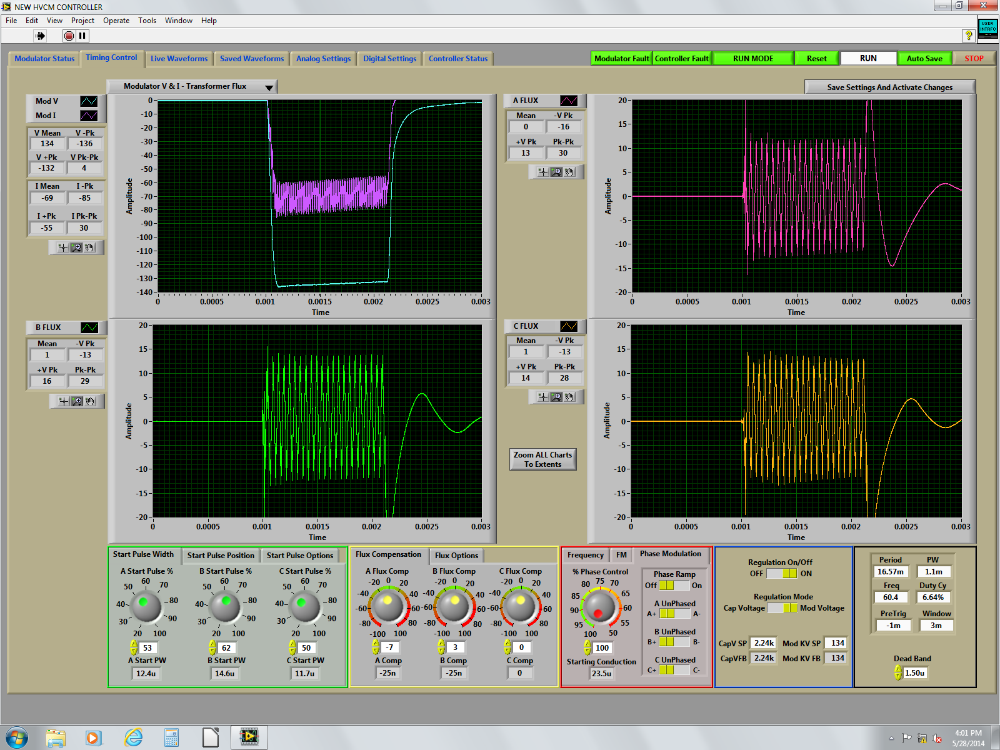 NEW HVCM CONTROLLER
File Edit View Project Operate Tools Window Help
USER INTRFC
Modulator Status Timing Control Live Waveforms Saved Waveforms Analog Settings Digital Settings Controller Status
Modulator Fault Controller Fault RUN MODE Reset RUN Auto Save STOP
Modulator V & I - Transformer Flux
Save Settings And Activate Changes
Mod V
Mod I
V Mean V -Pk
134 -136
V +Pk V Pk-Pk
-132 4
I Mean I -Pk
-69 -85
I +Pk I Pk-Pk
-55 30
Amplitude
0
-10
-20
-30
-40
-50
-60
-70
-80
-90
-100
-110
-120
-130
-140
0 0.0005 0.001 0.0015 0.002 0.0025 0.003
Time
A FLUX
Mean -V Pk
0 -16
+V Pk Pk-Pk
13 30
Amplitude
20
15
10
5
0
-5
-10
-15
-20
0 0.0005 0.001 0.0015 0.002 0.0025 0.003
Time
B FLUX
Mean -V Pk
1 -13
+V Pk Pk-Pk
16 29
Amplitude
20
15
10
5
0
-5
-10
-15
-20
0 0.0005 0.001 0.0015 0.002 0.0025 0.003
Time
C FLUX
Mean -V Pk
1 -13
+V Pk Pk-Pk
14 28
Zoom ALL Charts
To Extents
Amplitude
20
15
10
5
0
-5
-10
-15
-20
0 0.0005 0.001 0.0015 0.002 0.0025 0.003
Time
Start Pulse Width Start Pulse Position Start Pulse Options
A Start Pulse % B Start Pulse % C Start Pulse %
20 30 40 50 60 70 80 90 100
20 30 40 50 60 70 80 90 100
20 30 40 50 60 70 80 90 100
53 62 50
A Start PW B Start PW C Start PW
12.4u 14.6u 11.7u
Flux Compensation Flux Options
A Flux Comp B Flux Comp C Flux Comp
-100 -80 -60 -40 -20 0 20 40 60 80 100
-100 -80 -60 -40 -20 0 20 40 60 80 100
-100 -80 -60 -40 -20 0 20 40 60 80 100
-7 3 0
A Comp B Comp C Comp
-25n -25n 0
Frequency FM Phase Modulation
% Phase Control
100 95 90 85 80 75 70 65 60 55 50
100
Starting Conduction
23.5u
Phase Ramp
Off On
A UnPhased
A+ A-
B UnPhased
B+ B-
C UnPhased
C+ C-
Regulation On/Off
OFF ON
Regulation Mode
Cap Voltage Mod Voltage
CapV SP 2.24k Mod KV SP 134
CapVFB 2.24k Mod KV FB 134
Period PW
16.57m 1.1m
Freq Duty Cy
60.4 6.64%
PreTrig Window
-1m 3m
Dead Band
1.50u
4:01 PM
5/28/2014